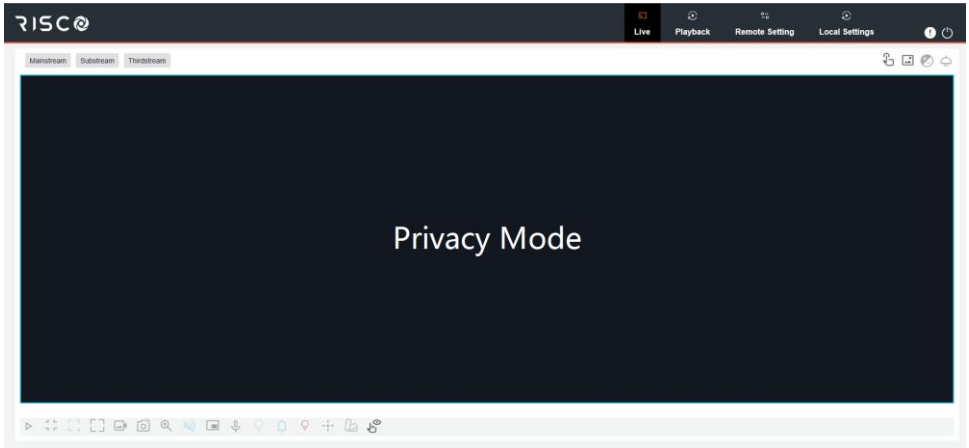 RISCO
Live
Playback
Remote Setting
Local Settings
Mainstream
Substream
Thirdstream
Privacy Mode